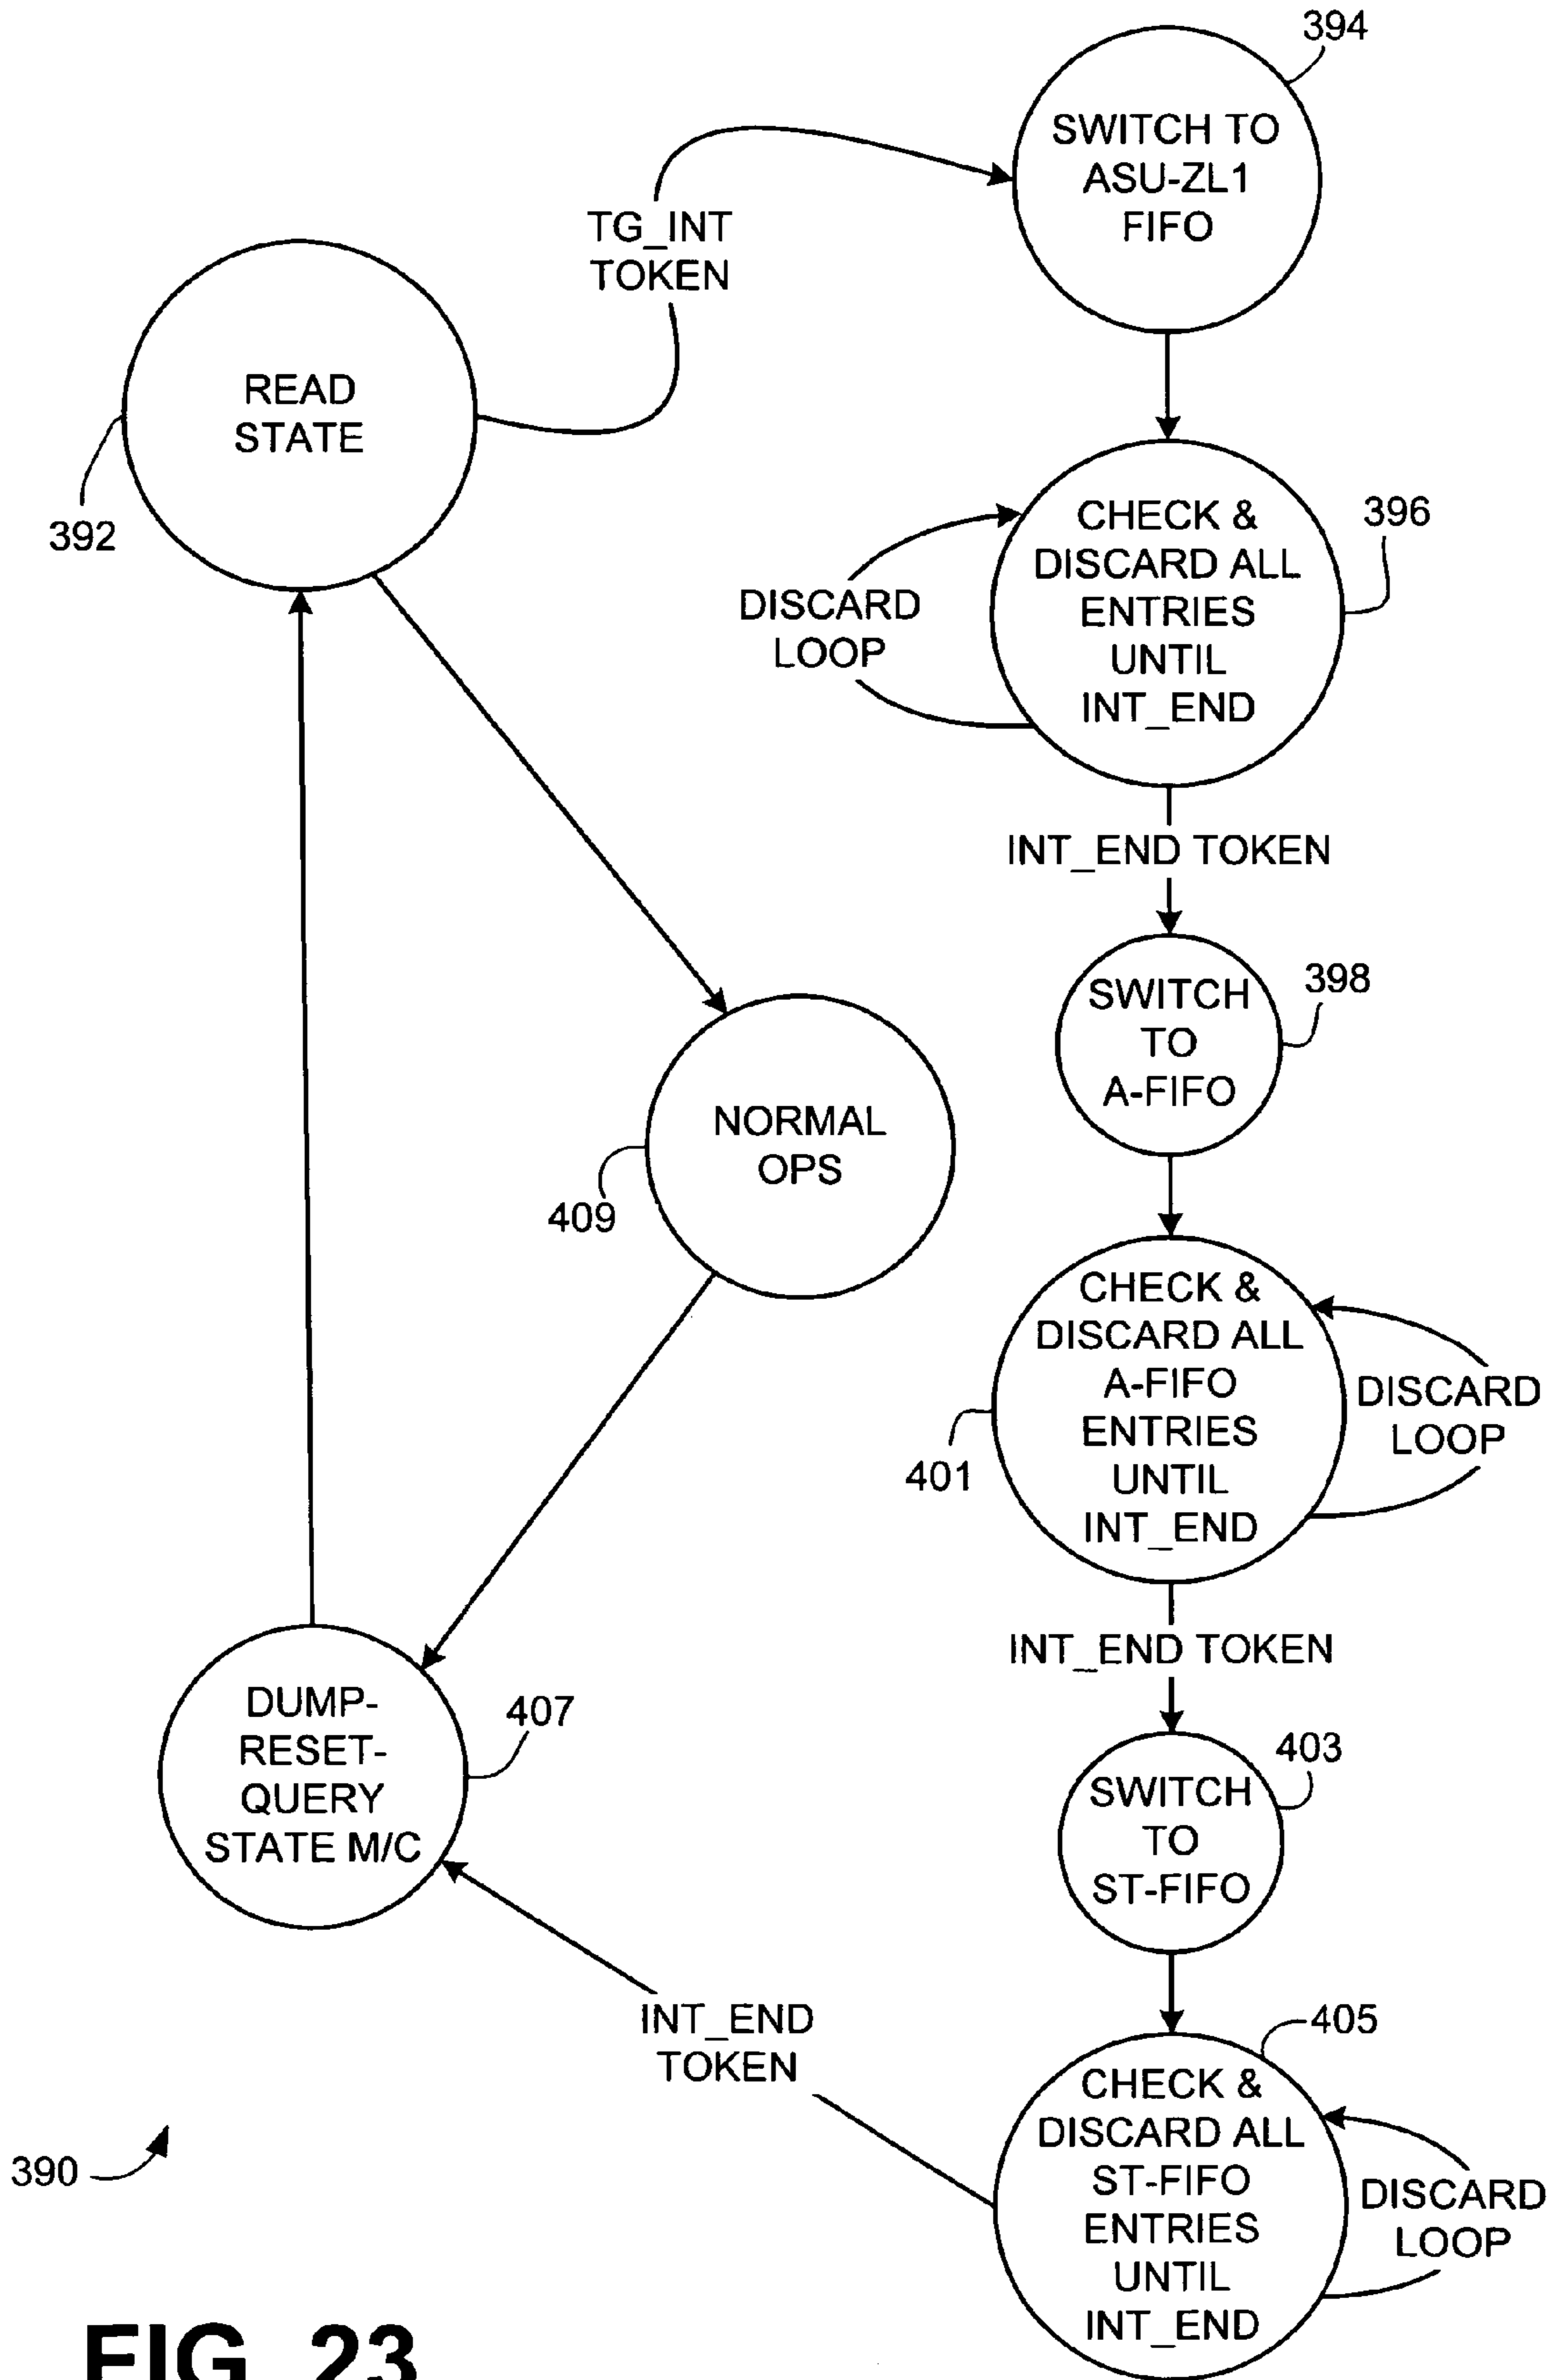 394
SWITCH TO
ASU-ZL1
FIFO
TG_INT
TOKEN
READ
STATE
392
CHECK &
DISCARD ALL
ENTRIES
UNTIL
INT_END
396
DISCARD
LOOP
INT_END TOKEN
SWITCH
TO
A-FIFO
398
NORMAL
OPS
409
CHECK &
DISCARD ALL
A-FIFO
ENTRIES
UNTIL
INT_END
DISCARD
LOOP
401
INT_END TOKEN
DUMP-
RESET-
QUERY
STATE M/C
407
403
SWITCH
TO
ST-FIFO
INT_END
TOKEN
405
CHECK &
DISCARD ALL
ST-FIFO
ENTRIES
UNTIL
INT_END
DISCARD
LOOP
390
FIG. 23